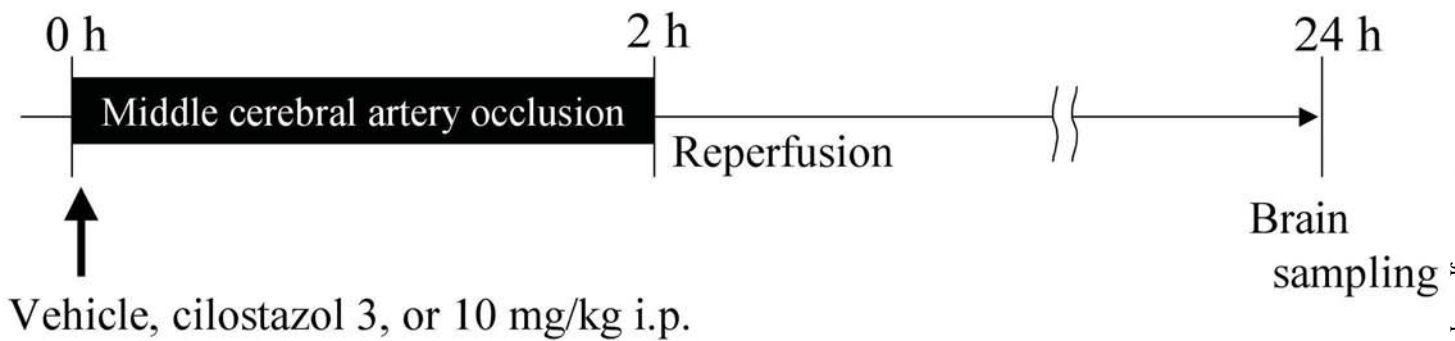 0 h
2 h
24 h
Middle cerebral artery occlusion
Reperfusion
Brain
sampling
Vehicle, cilostazol 3, or 10 mg/kg i.p.